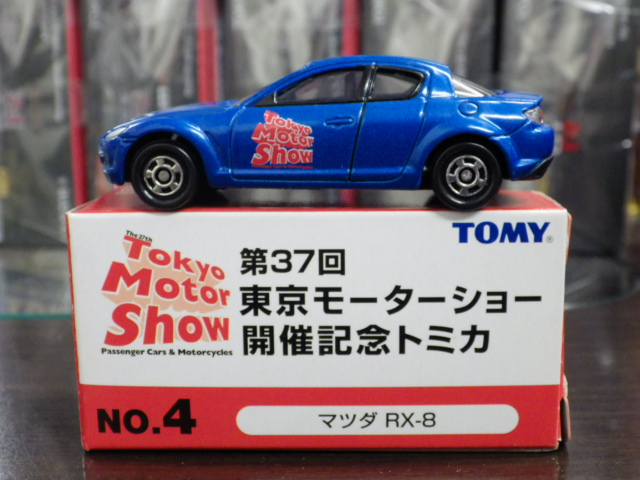 Tokyo
Motor
Show
TOMY®
The 37th
Tokyo
Motor
Show
Passenger Cars & Motorcycles
第37回
東京モーターショー
開催記念トミカ
NO.4
マツダ RX-8